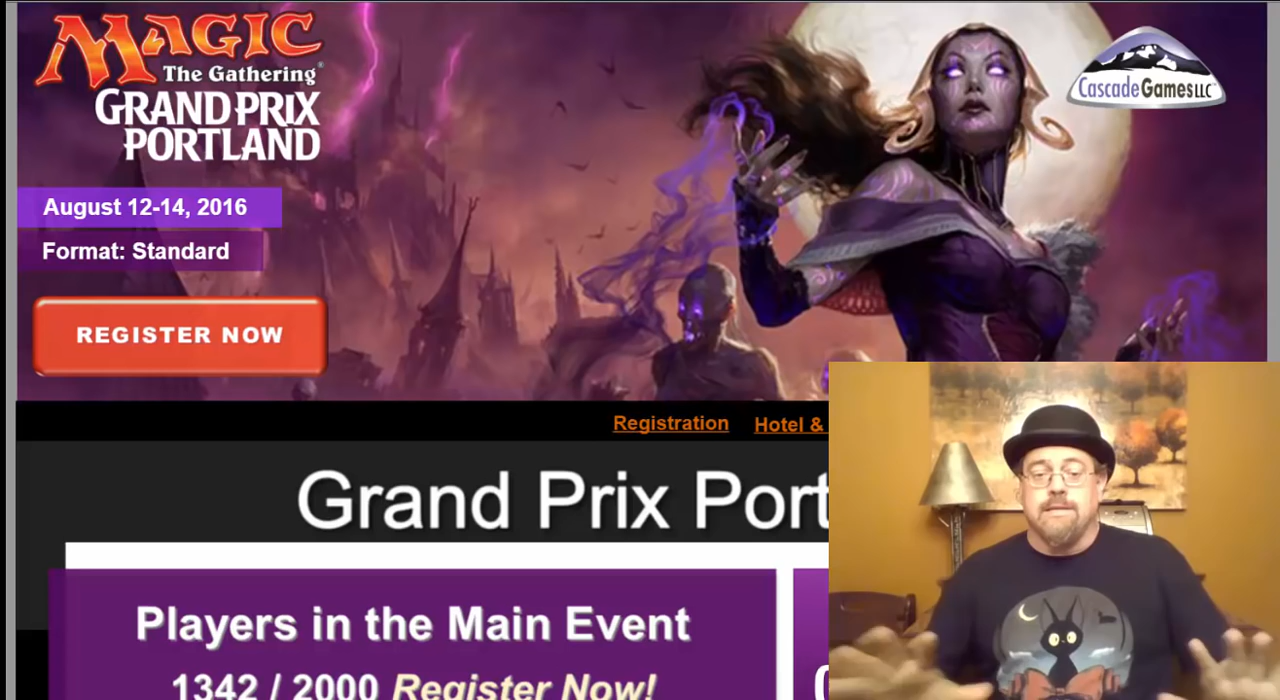 MAGIC
The Gathering®
GRAND PRIX
PORTLAND
CascadeGames LLC
August 12-14, 2016
Format: Standard
REGISTER NOW
Registration Hotel &
Grand Prix Port
Players in the Main Event
1342 / 2000 Register Now!